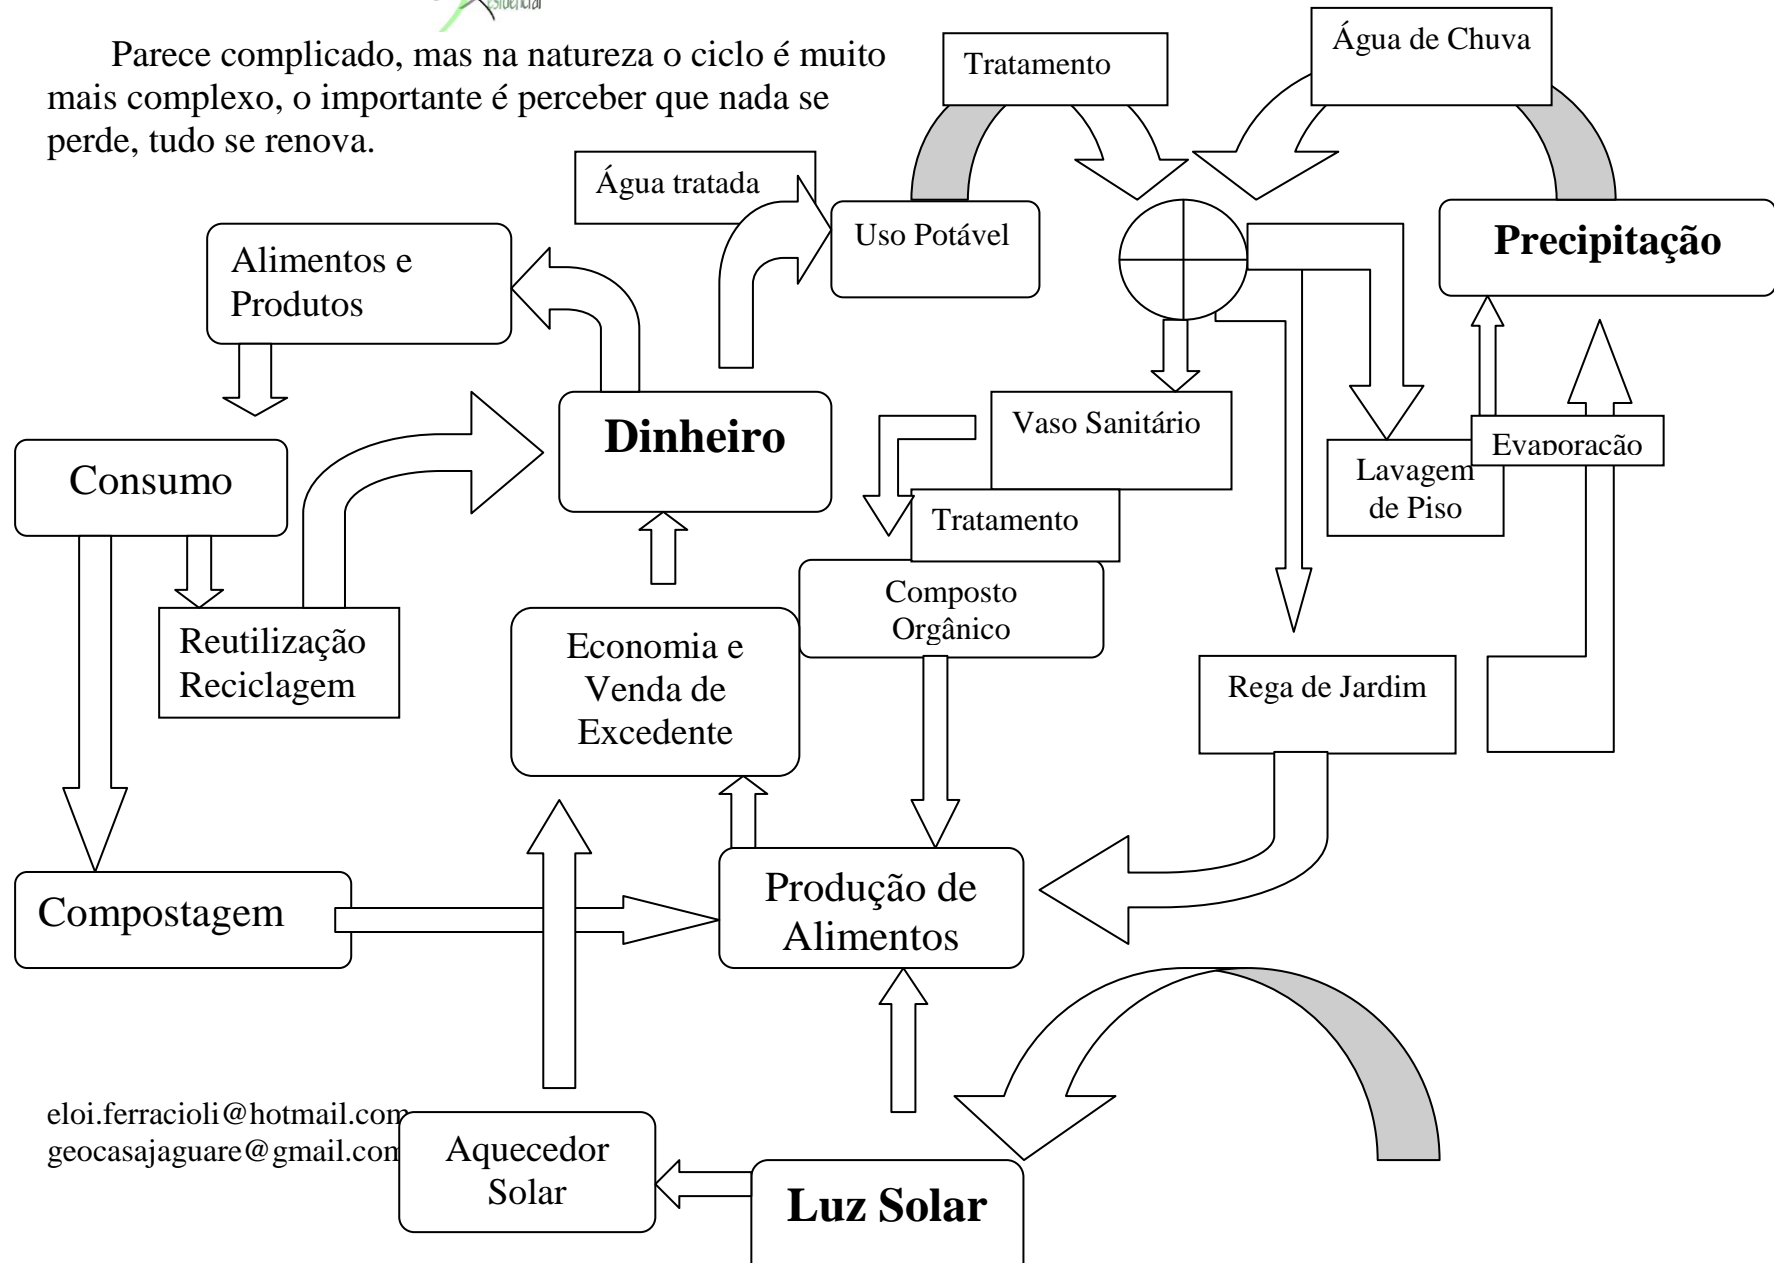 esidencial
Parece complicado, mas na natureza o ciclo é muito
mais complexo, o importante é perceber que nada se
perde, tudo se renova.
Tratamento
Água de Chuva
Água tratada
Uso Potável
Precipitação
Alimentos e
Produtos
Dinheiro
Vaso Sanitário
Evaporação
Consumo
Lavagem
de Piso
Tratamento
Composto
Orgânico
Reutilização
Reciclagem
Economia e
Venda de
Excedente
Rega de Jardim
Compostagem
Produção de
Alimentos
eloi.ferracioli@hotmail.com
geocasajaguare@gmail.com
Aquecedor
Solar
Luz Solar